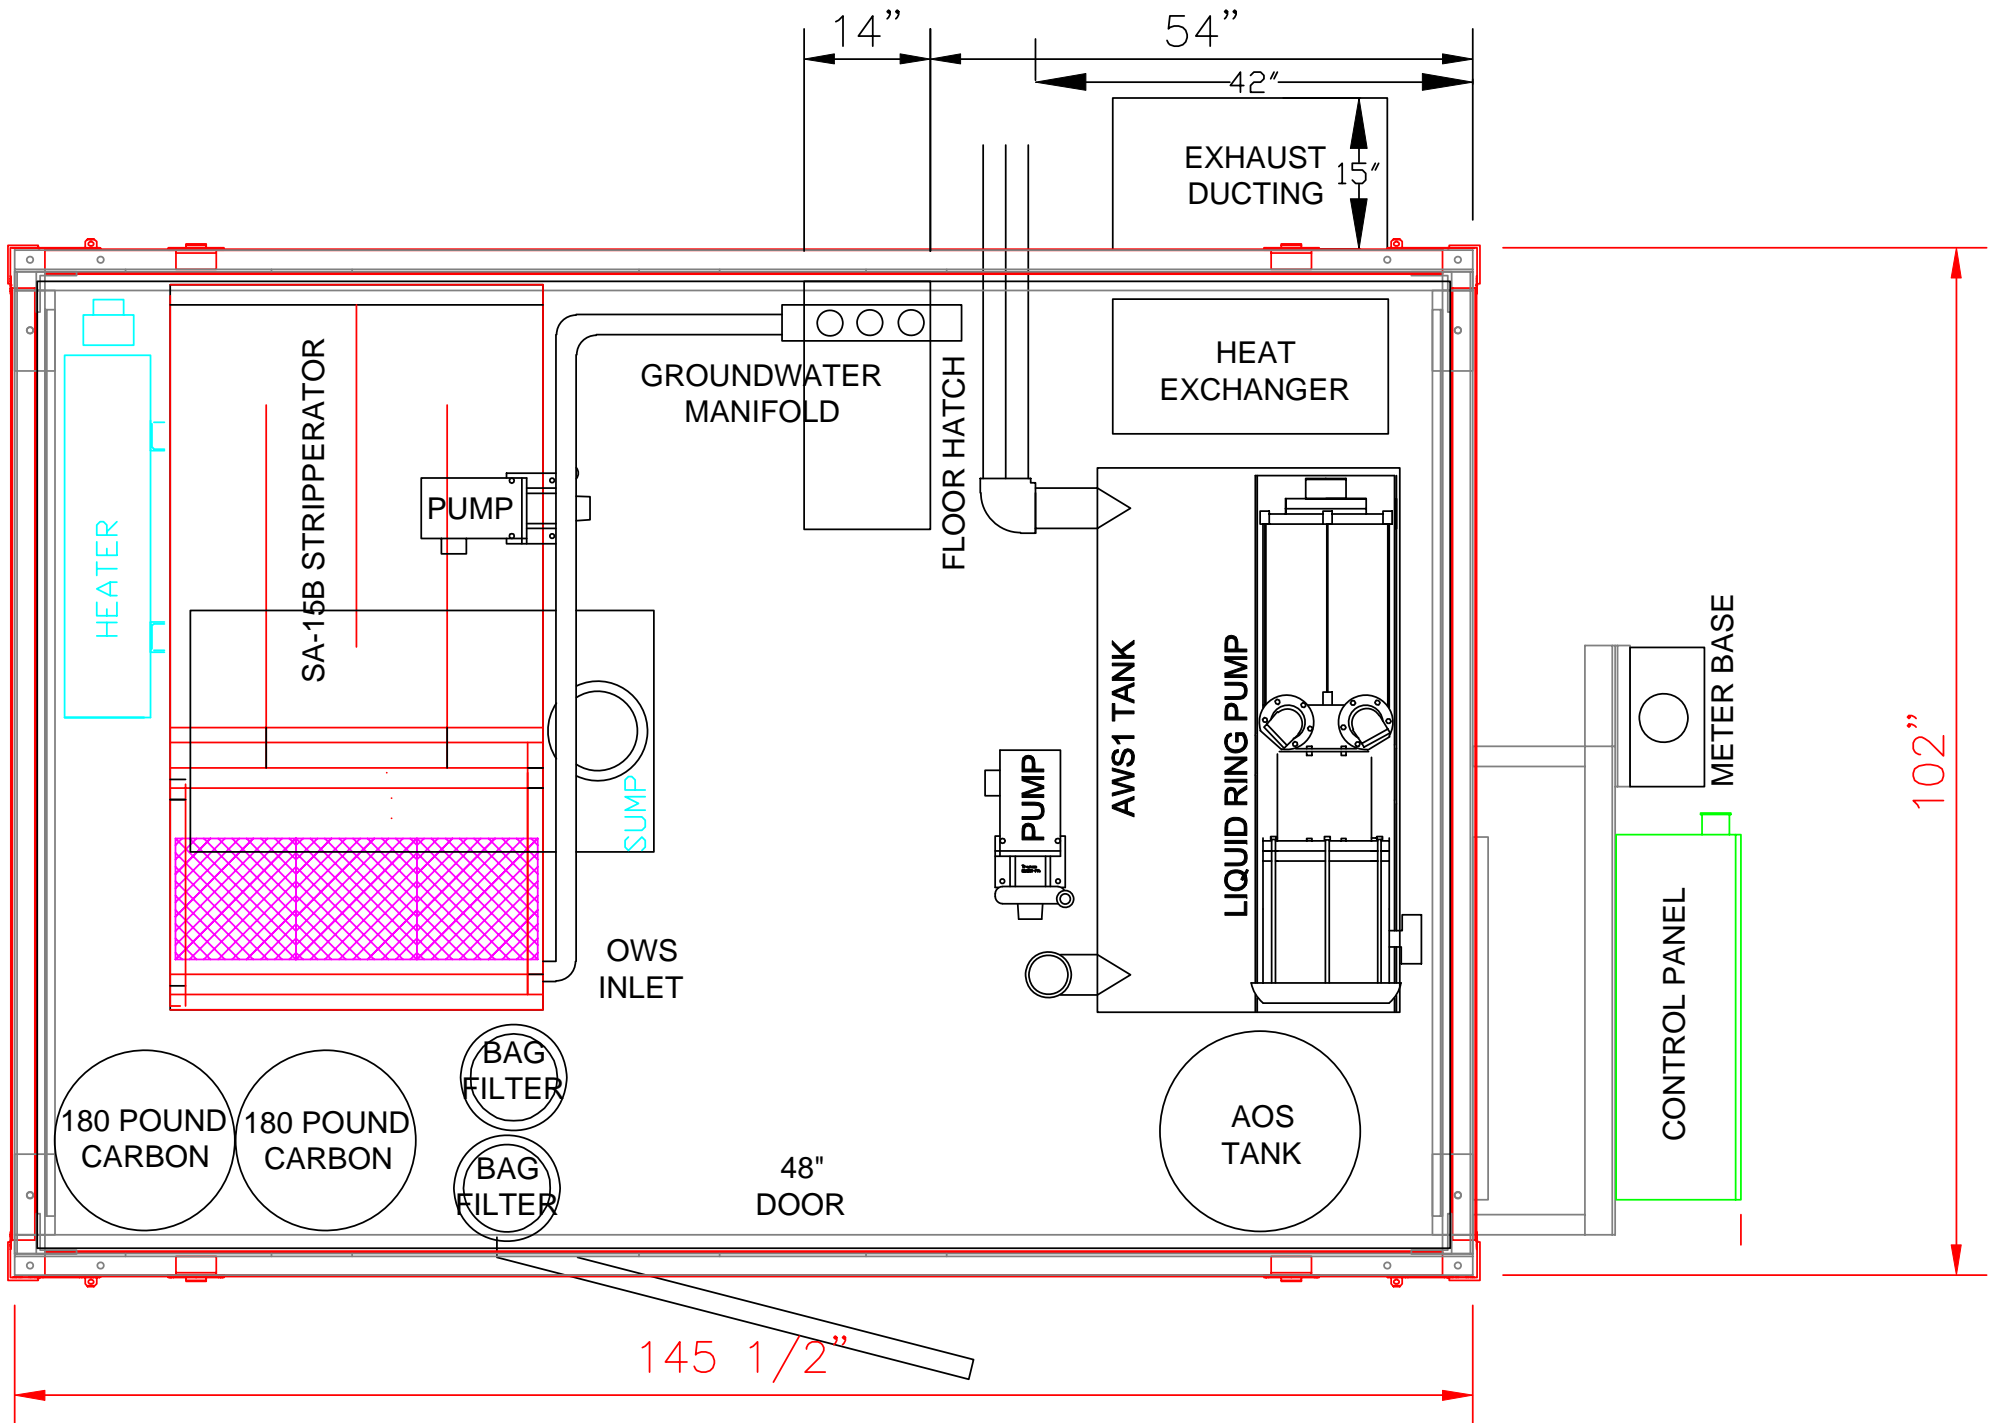 14”
54”
42"
EXHAUST
DUCTING
15"
HEAT
EXCHANGER
GROUNDWATER
MANIFOLD
FLOOR HATCH
SA-15B STRIPPERATOR
HEATER
PUMP
SUMP
AWS1 TANK
LIQUID RING PUMP
PUMP
METER BASE
CONTROL PANEL
102”
OWS
INLET
BAG
FILTER
BAG
FILTER
180 POUND
CARBON
180 POUND
CARBON
48"
DOOR
AOS
TANK
145 1/2”